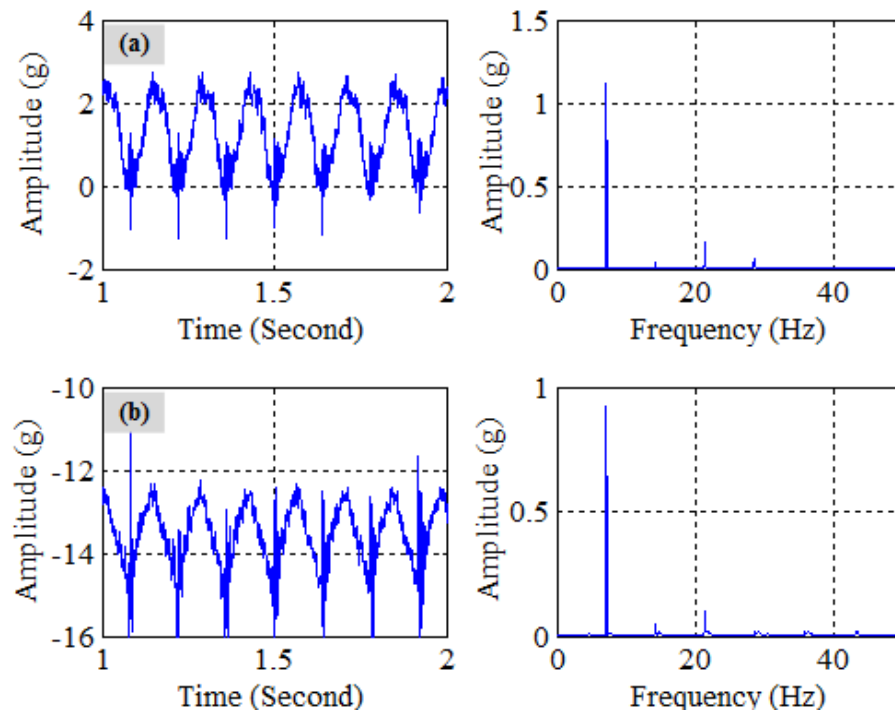 (a)
Amplitude (g)
4
2
0
-2
1
1.5
2
Time (Second)
Amplitude (g)
1.5
1
0.5
0
0
20
40
Frequency (Hz)
(b)
Amplitude (g)
-10
-12
-14
-16
1
1.5
2
Time (Second)
Amplitude (g)
1
0.5
0
0
20
40
Frequency (Hz)